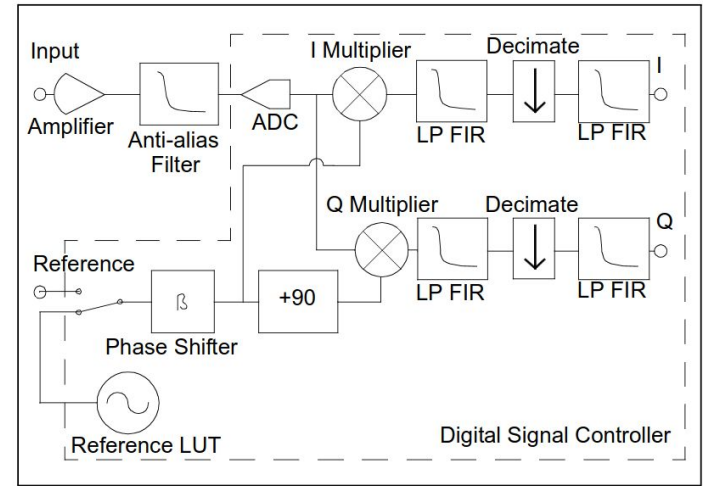 Input
I Multiplier
Decimate
I
Amplifier
Anti-alias
Filter
ADC
LP FIR
LP FIR
Q Multiplier
Decimate
Q
Reference
β
+90
LP FIR
LP FIR
Phase Shifter
Reference LUT
Digital Signal Controller